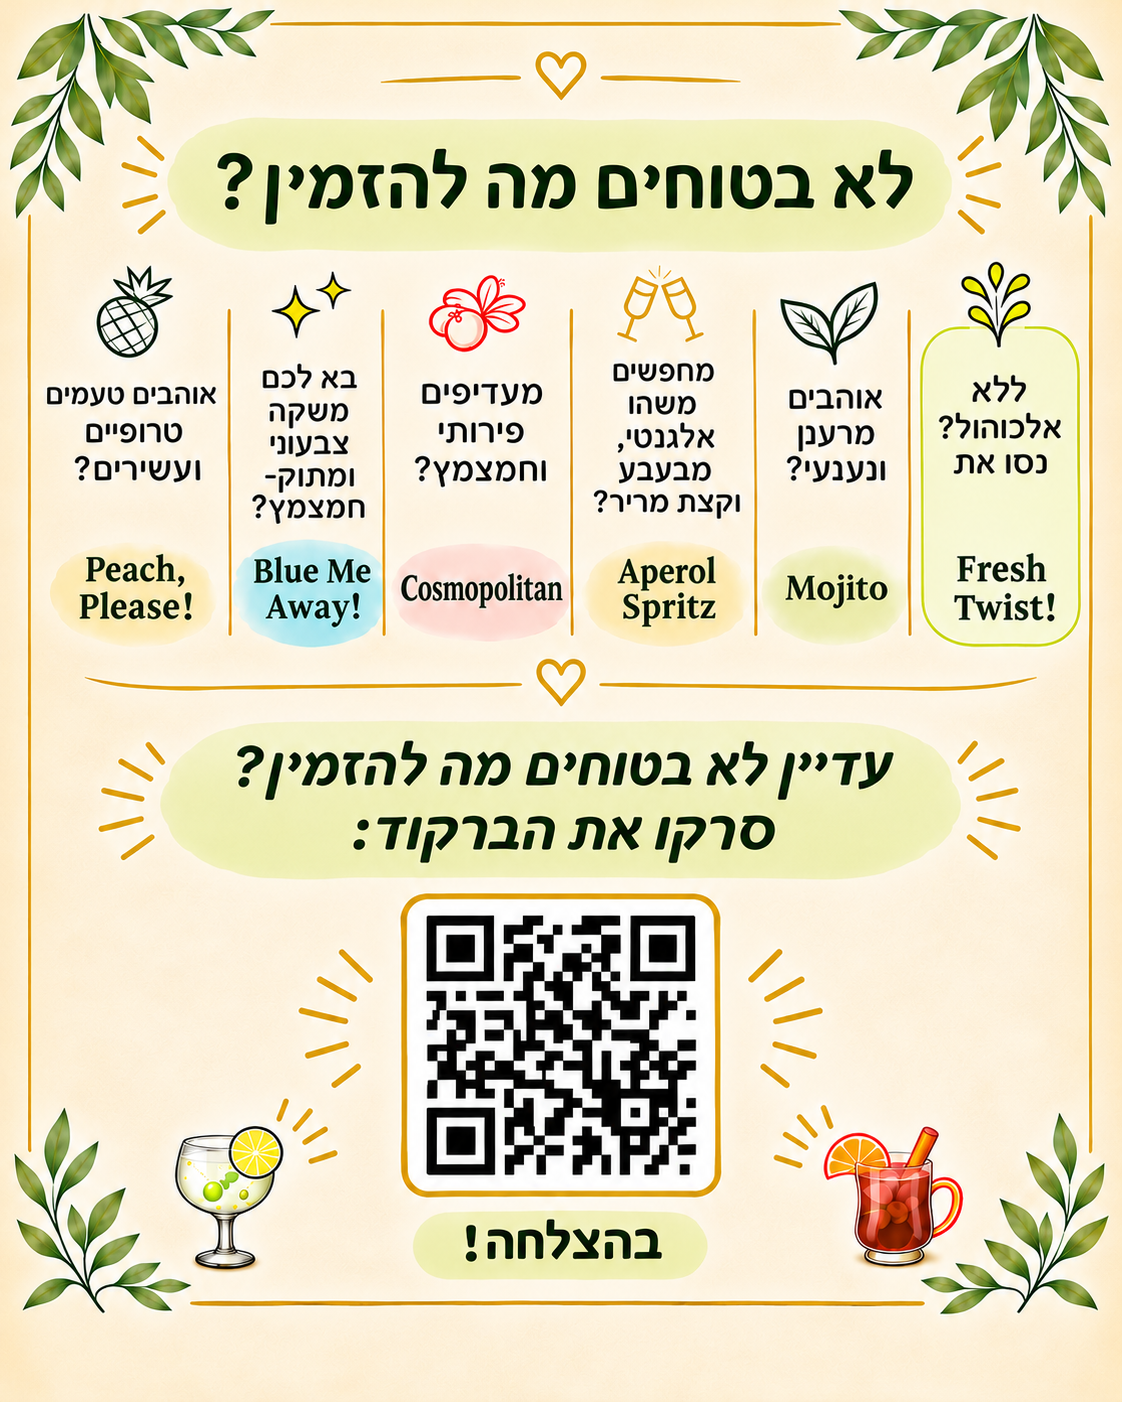 לא בטוחים מה להזמין?
ללא
אלכוהול?
נסו את
Fresh
Twist!
אוהבים
מרענן
ונענעי?
Mojito
מחפשים
משהו
אלגנטי,
מבעבע
וקצת מריר?
Aperol
Spritz
מעדיפים
פירותי
וחמצמץ?
Cosmopolitan
בא לכם
משקה
צבעוני
ומתוק-
חמצמץ?
Blue Me
Away!
אוהבים טעמים
טרופיים
ועשירים?
Peach,
Please!
עדיין לא בטוחים מה להזמין?
סרקו את הברקוד:
בהצלחה!